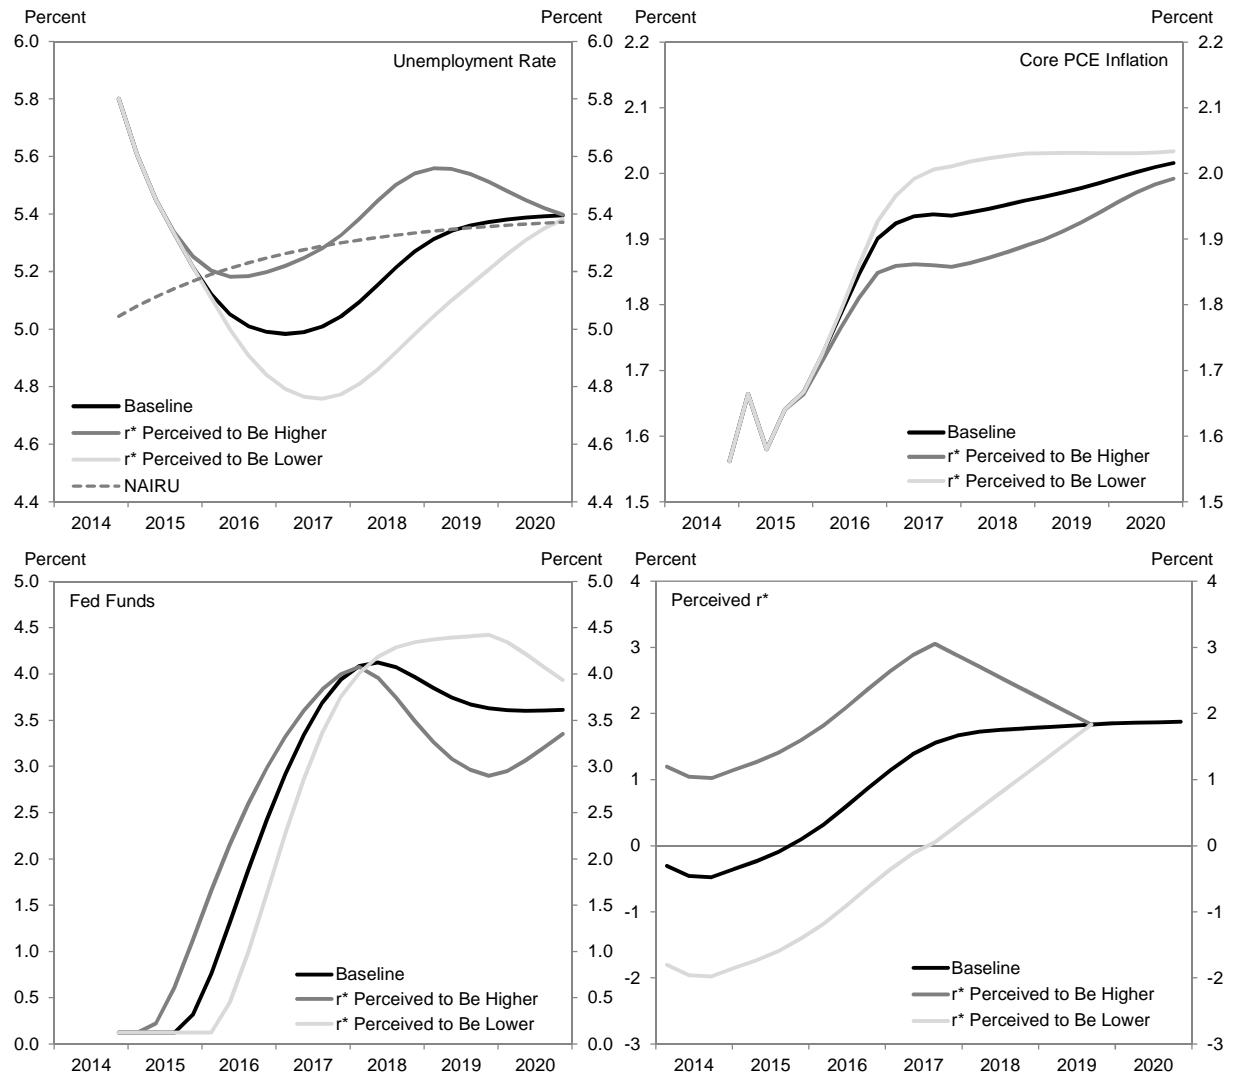 Percent
Percent
Unemployment Rate
6.0
5.8
5.6
5.4
5.2
5.0
4.8
4.6
4.4
6.0
5.8
5.6
5.4
5.2
5.0
4.8
4.6
4.4
Baseline
r* Perceived to Be Higher
r* Perceived to Be Lower
NAIRU
2014 2015 2016 2017 2018 2019 2020
Percent
Percent
Core PCE Inflation
2.2
2.1
2.0
1.9
1.8
1.7
1.6
1.5
2.2
2.1
2.0
1.9
1.8
1.7
1.6
1.5
Baseline
r* Perceived to Be Higher
r* Perceived to Be Lower
2014 2015 2016 2017 2018 2019 2020
Percent
Percent
Fed Funds
5.0
4.5
4.0
3.5
3.0
2.5
2.0
1.5
1.0
0.5
0.0
5.0
4.5
4.0
3.5
3.0
2.5
2.0
1.5
1.0
0.5
0.0
Baseline
r* Perceived to Be Higher
r* Perceived to Be Lower
2014 2015 2016 2017 2018 2019 2020
Percent
Percent
Perceived r*
4
3
2
1
0
-1
-2
-3
4
3
2
1
0
-1
-2
-3
Baseline
r* Perceived to Be Higher
r* Perceived to Be Lower
2014 2015 2016 2017 2018 2019 2020